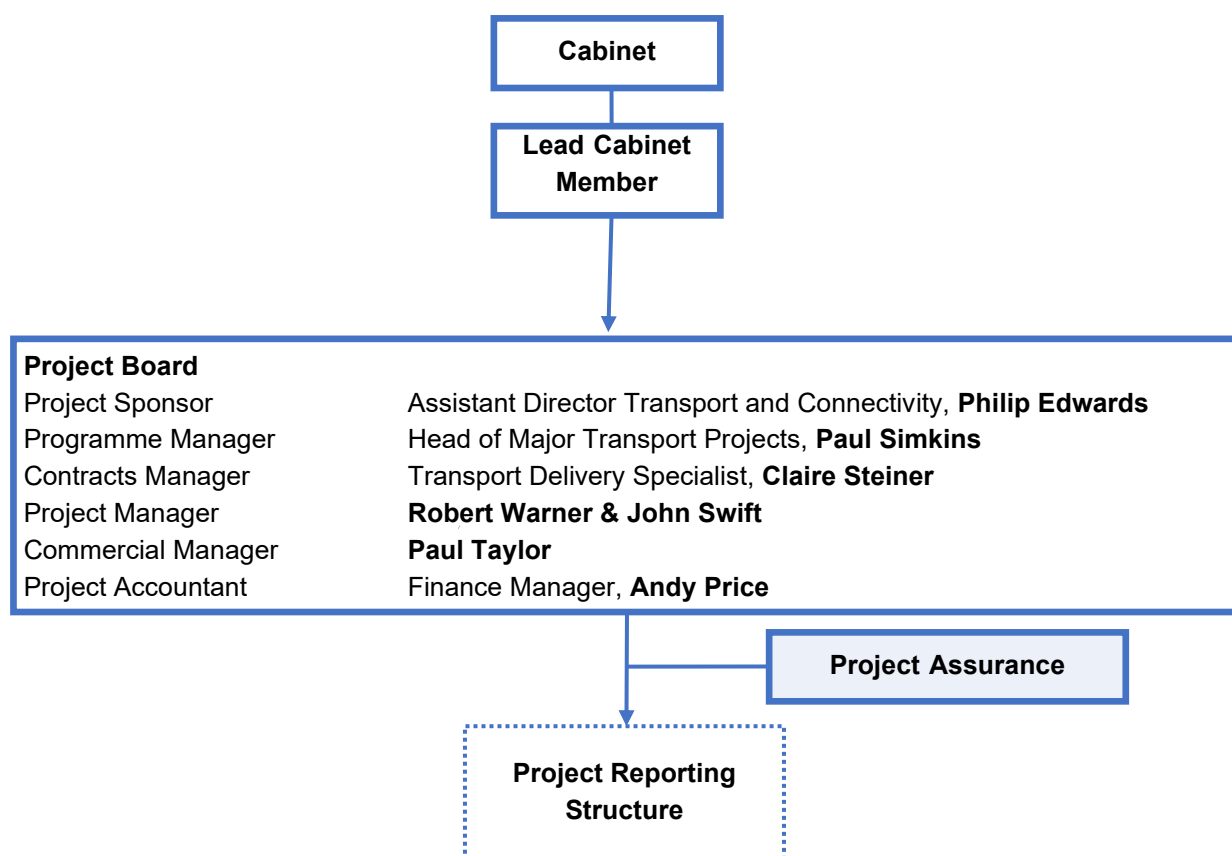 Cabinet
Lead Cabinet
Member
Project Board
Project Sponsor Assistant Director Transport and Connectivity, Philip Edwards
Programme Manager Head of Major Transport Projects, Paul Simkins
Contracts Manager Transport Delivery Specialist, Claire Steiner
Project Manager Robert Warner & John Swift
Commercial Manager Paul Taylor
Project Accountant Finance Manager, Andy Price
Project Assurance
Project Reporting
Structure